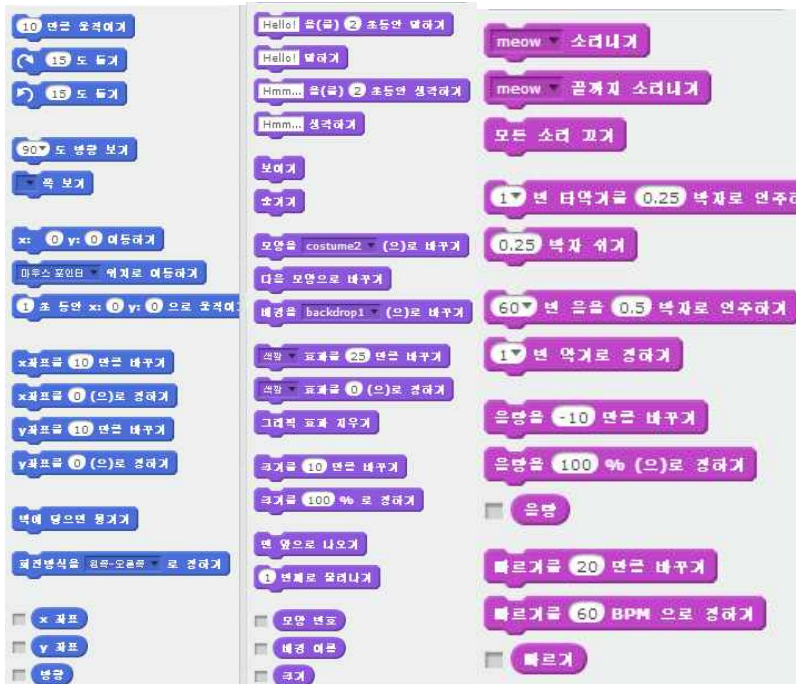 10 만큼 움직이기
15 도 돌기
15 도 돌기
90 도 방향 보기
쪽 보기
x: 0 y: 0 이동하기
마우스 포인터 위치로 이동하기
1 초 동안 x: 0 y: 0 으로 움직이기
x좌표를 10 만큼 바꾸기
x좌표를 0 (으)로 정하기
y좌표를 10 만큼 바꾸기
y좌표를 0 (으)로 정하기
벽에 닿으면 튕기기
회전방식을 왼쪽-오른쪽 로 정하기
x 좌표
y 좌표
방향
Hello! 을(를) 2 초동안 말하기
Hello! 말하기
Hmm... 을(를) 2 초동안 생각하기
Hmm... 생각하기
보이기
숨기기
모양을 costume2 (으)로 바꾸기
다음 모양으로 바꾸기
배경을 backdrop1 (으)로 바꾸기
색깔 효과를 25 만큼 바꾸기
색깔 효과를 0 (으)로 정하기
그래픽 효과 지우기
크기를 10 만큼 바꾸기
크기를 100 % 로 정하기
맨 앞으로 나오기
1 번째로 물러나기
모양 번호
배경 이름
크기
meow 소리내기
meow 끝까지 소리내기
모든 소리 끄기
1 번 타악기를 0.25 박자로 연주하
0.25 박자 쉬기
60 번 음을 0.5 박자로 연주하기
1 번 악기로 정하기
음량을 -10 만큼 바꾸기
음량을 100 % (으)로 정하기
음량
빠르기를 20 만큼 바꾸기
빠르기를 60 BPM 으로 정하기
빠르기